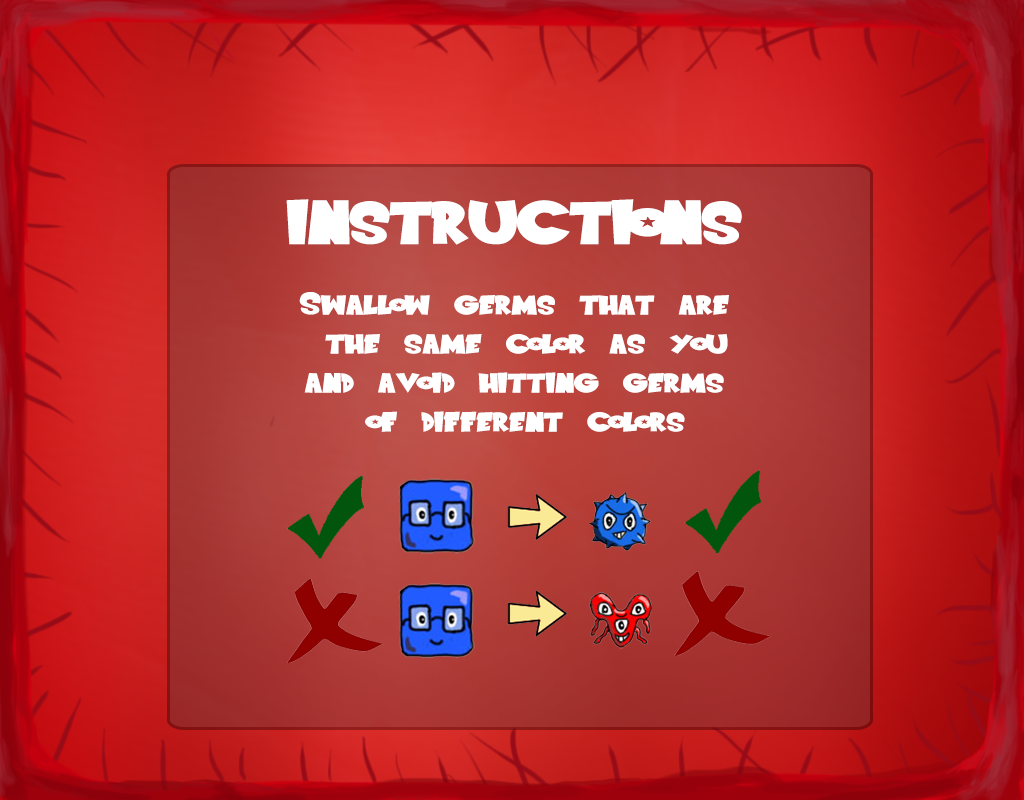 INSTRUCTIONS
SWALLOW GERMS THAT ARE
THE SAME COLOR AS YOU
AND AVOID HITTING GERMS
OF DIFFERENT COLORS